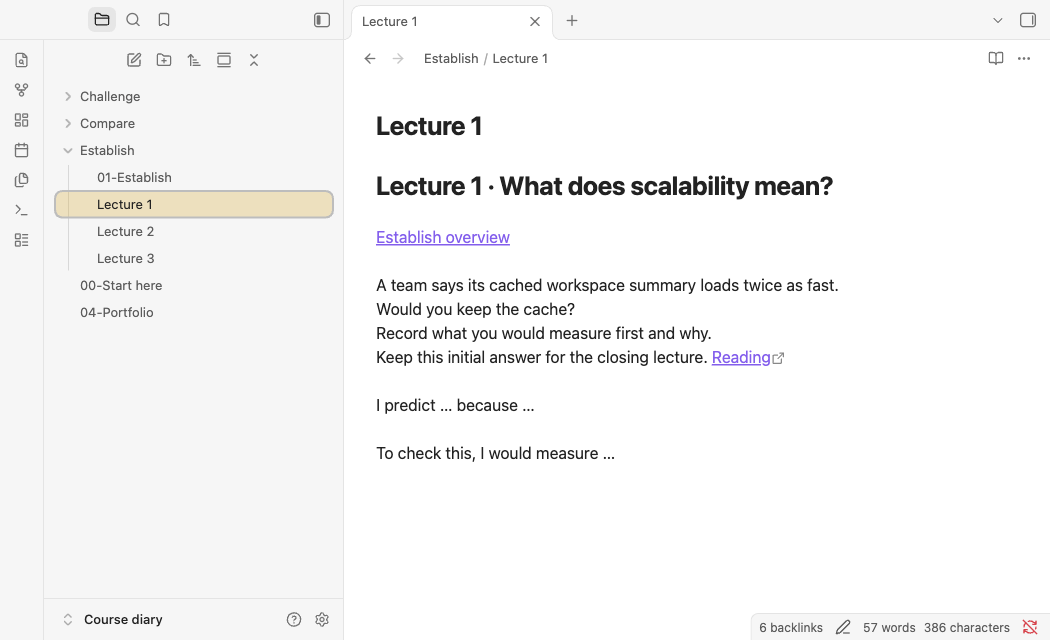 Lecture 1
Establish / Lecture 1
Challenge
Compare
Establish
01-Establish
Lecture 1
Lecture 2
Lecture 3
00-Start here
04-Portfolio
Course diary
Lecture 1
Lecture 1 · What does scalability mean?
Establish overview
A team says its cached workspace summary loads twice as fast.
Would you keep the cache?
Record what you would measure first and why.
Keep this initial answer for the closing lecture. Reading
I predict ... because ...
To check this, I would measure ...
6 backlinks 57 words 386 characters